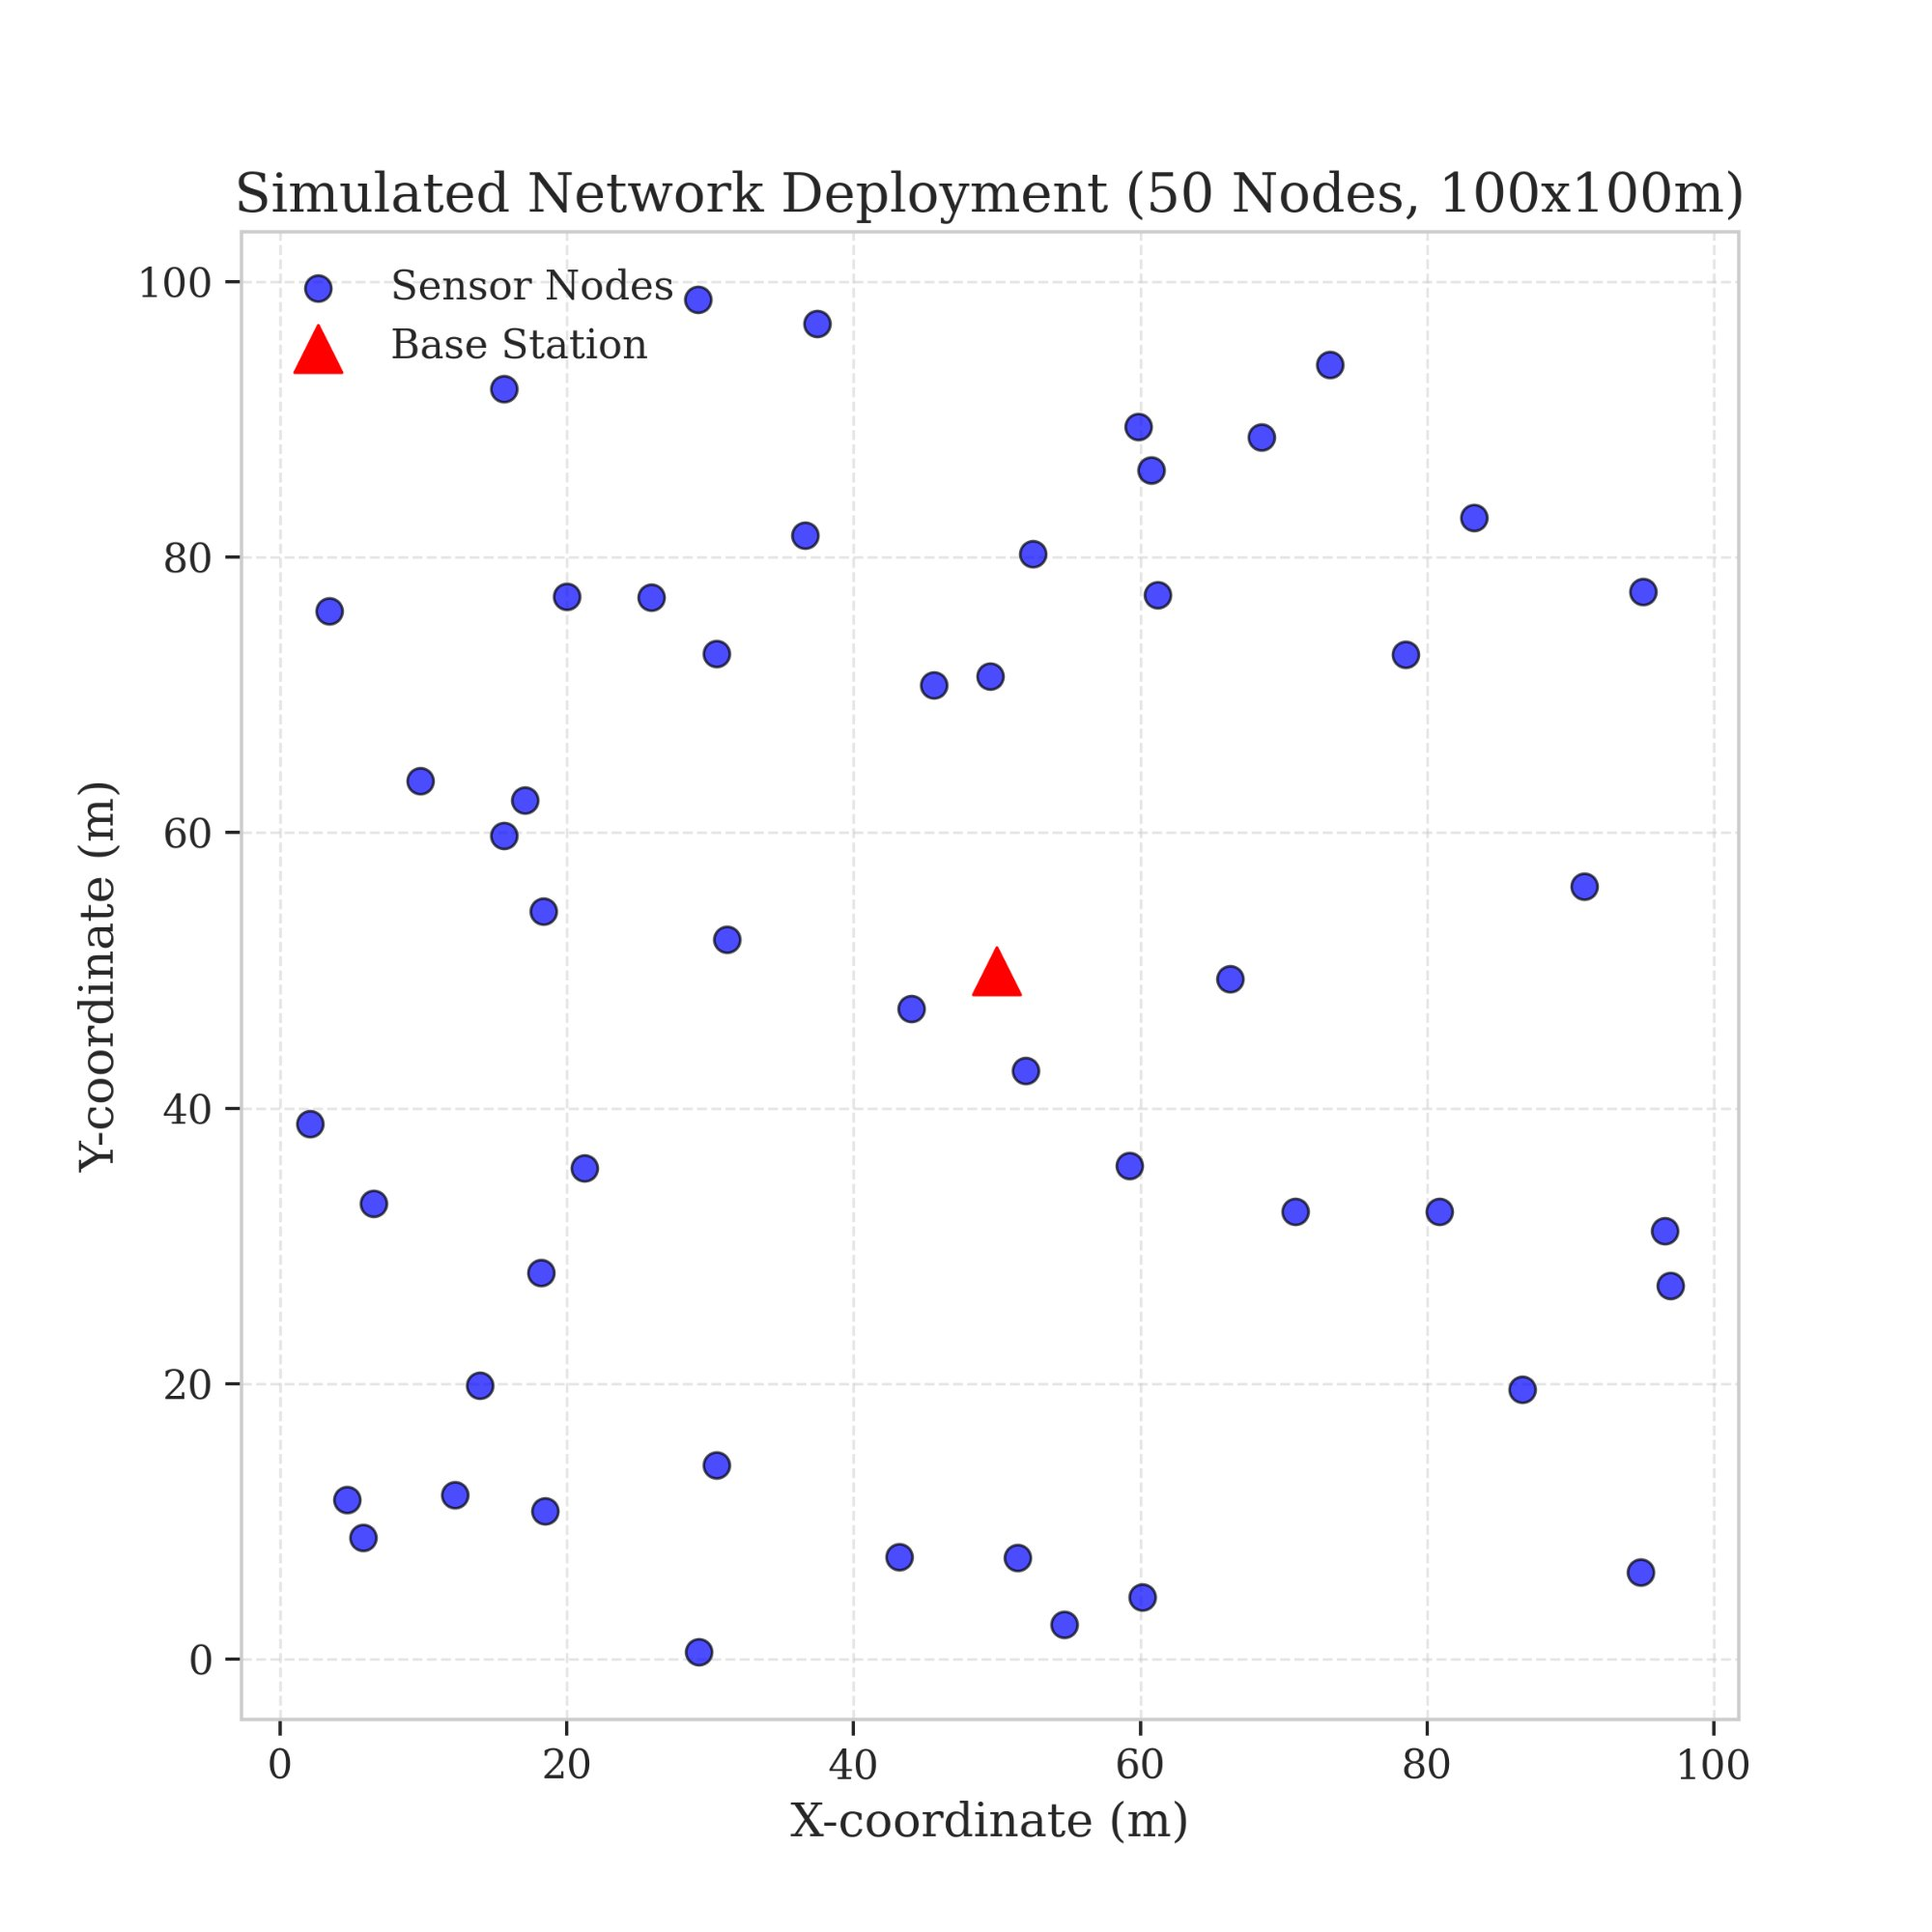 Simulated Network Deployment (50 Nodes, 100x100m)
Sensor Nodes
Base Station
100
80
60
40
20
0
Y-coordinate (m)
0 20 40 60 80 100
X-coordinate (m)